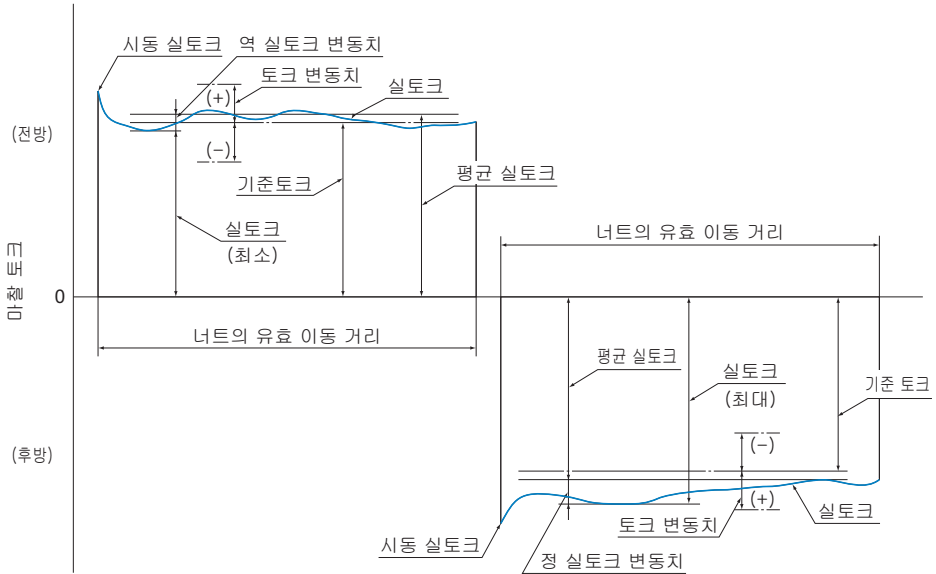 시동 실토크
역 실토크 변동치
토크 변동치
실토크
(+)
(전방)
(−)
기준토크
평균 실토크
실토크
(최소)
너트의 유효 이동 거리
마찰 토크
0
너트의 유효 이동 거리
평균 실토크
실토크
(최대)
기준 토크
(후방)
(−)
(+)
실토크
토크 변동치
시동 실토크
정 실토크 변동치